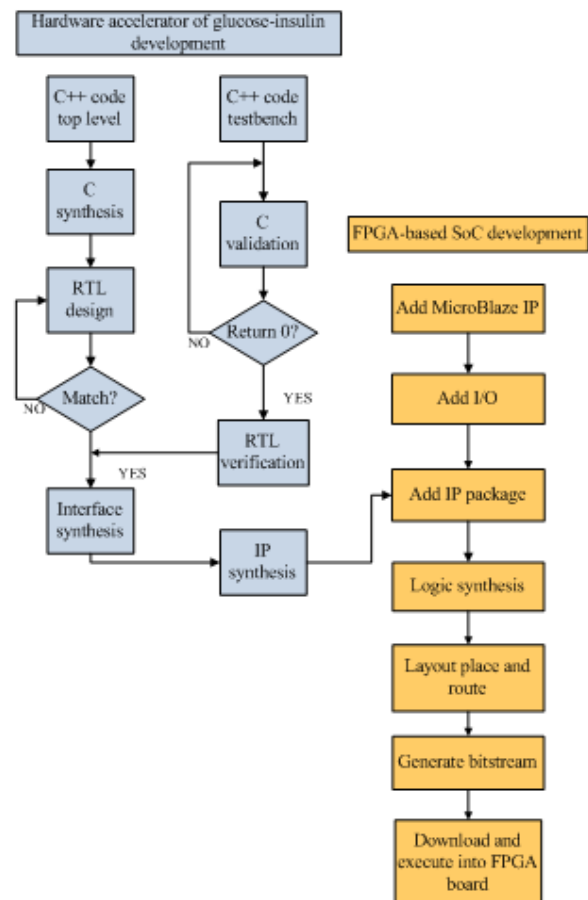 Hardware accelerator of glucose-insulin
development
C++ code
top level
C++ code
testbench
C
synthesis
C
validation
FPGA-based SoC development
RTL
design
Return 0?
NO
Add MicroBlaze IP
Match?
NO
YES
Add I/O
RTL
verification
YES
Interface
synthesis
Add IP package
IP
synthesis
Logic synthesis
Layout place and
route
Generate bitstream
Download and
execute into FPGA
board